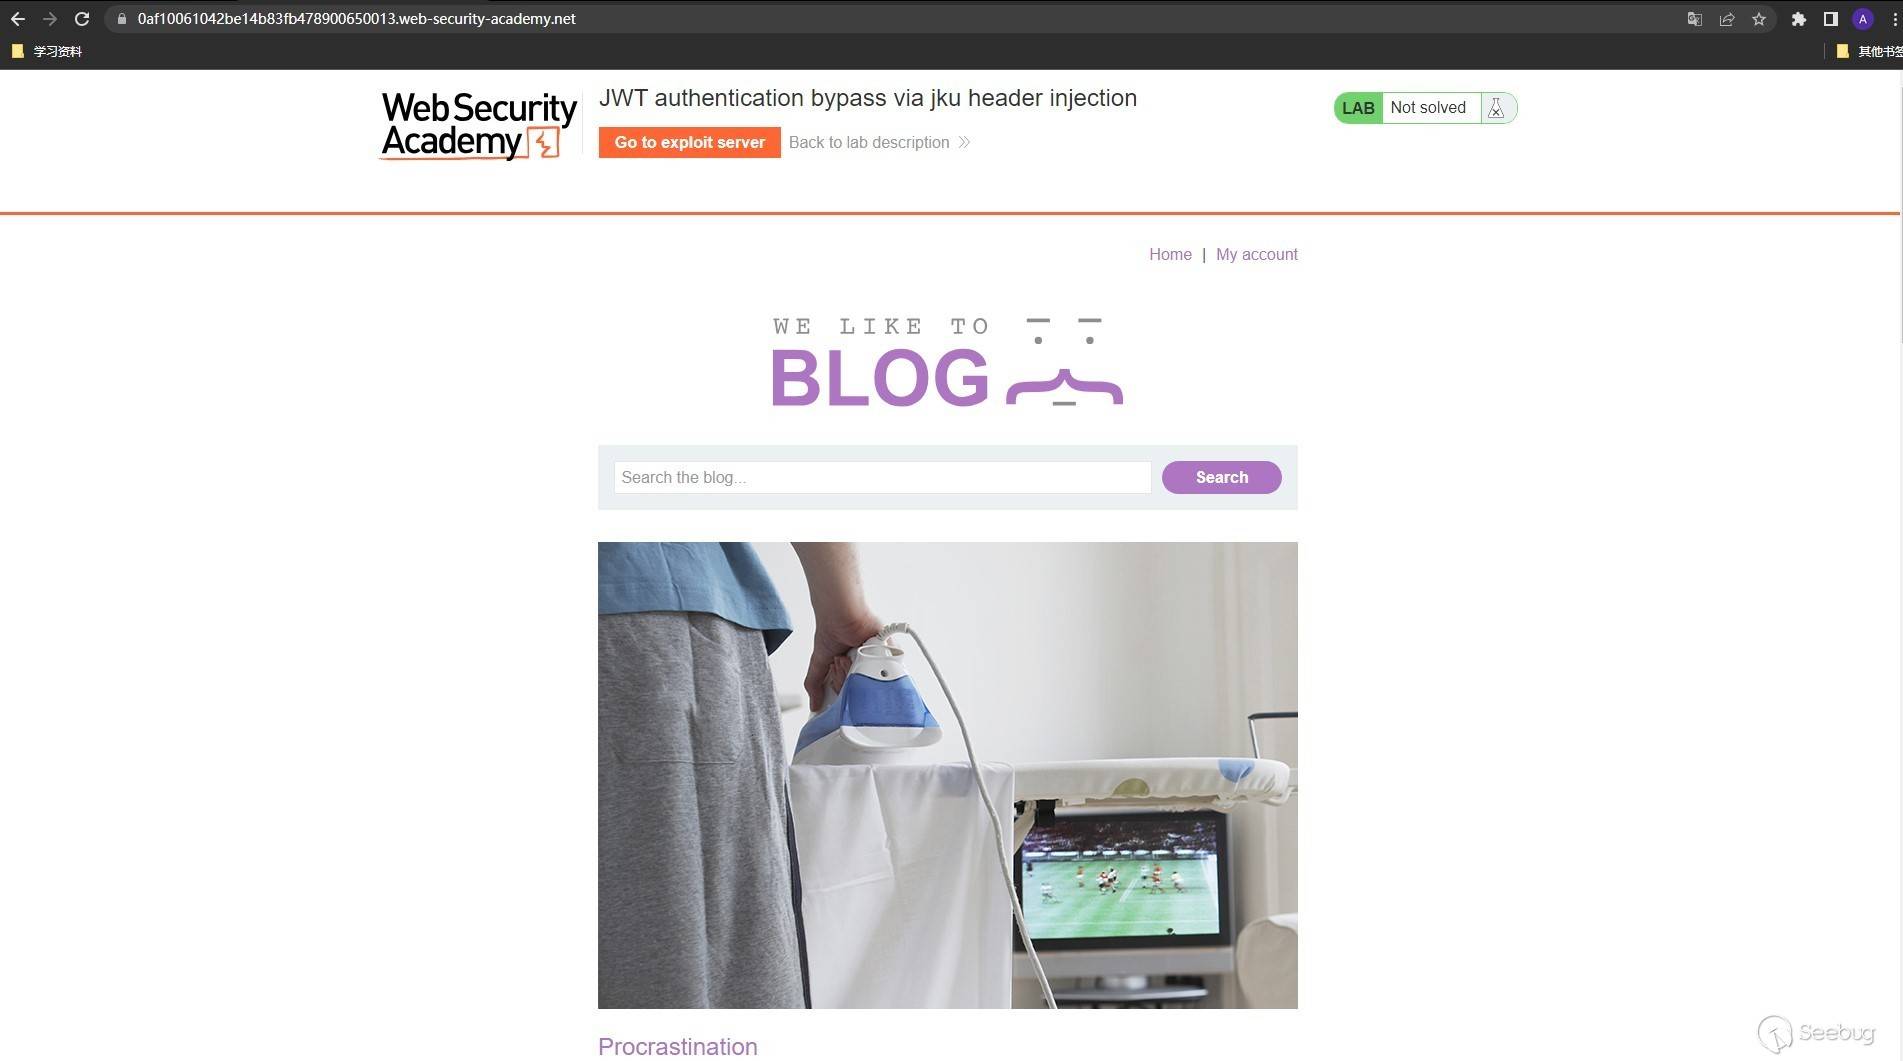 0af10061042be14b83fb478900650013.web-security-academy.net
A
学习资料
其他书签
WebSecurity
Academy
JWT authentication bypass via jku header injection
Go to exploit server
Back to lab description
LAB
Not solved
Home | My account
WE LIKE TO
BLOG
Search the blog...
Search
Procrastination
Seebug